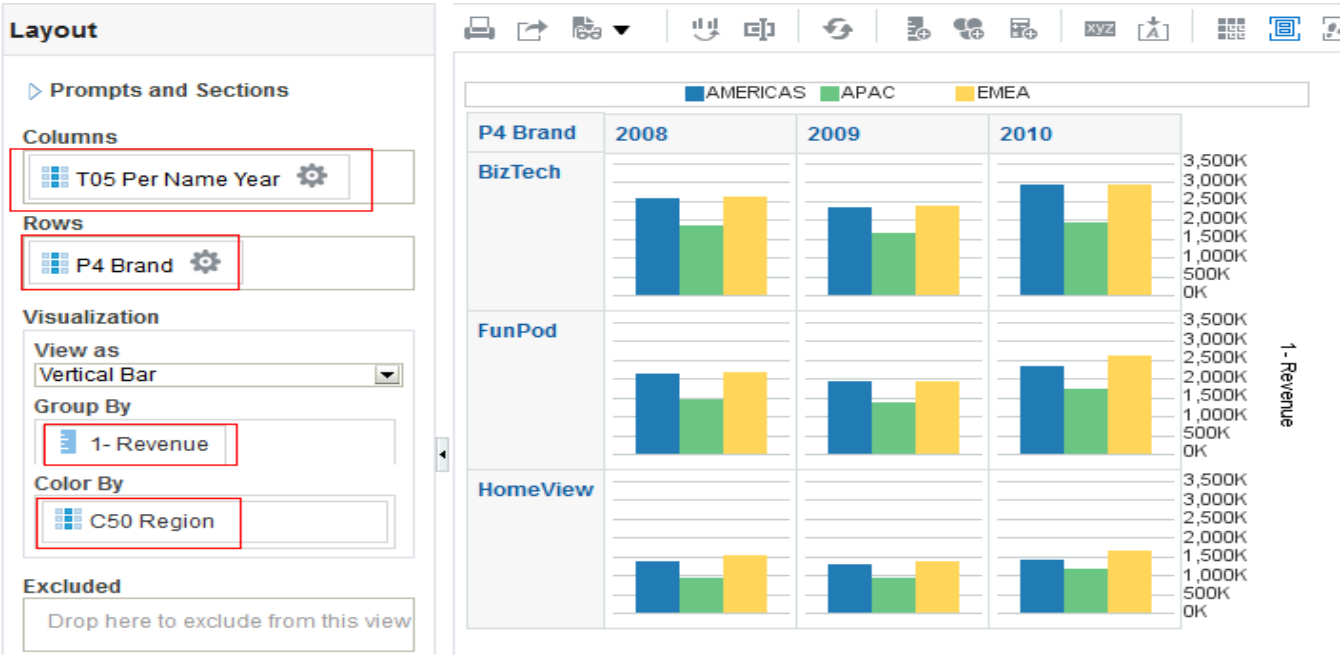 Layout
Prompts and Sections
Columns
T05 Per Name Year
Rows
P4 Brand
Visualization
View as
Vertical Bar
Group By
1- Revenue
Color By
C50 Region
Excluded
Drop here to exclude from this view
xyz
A
AMERICAS APAC EMEA
P4 Brand 2008 2009 2010
BizTech
3,500K
3,000K
2,500K
2,000K
1,500K
1,000K
500K
0K
FunPod
3,500K
3,000K
2,500K
2,000K
1,500K
1,000K
500K
0K
HomeView
3,500K
3,000K
2,500K
2,000K
1,500K
1,000K
500K
0K
1- Revenue